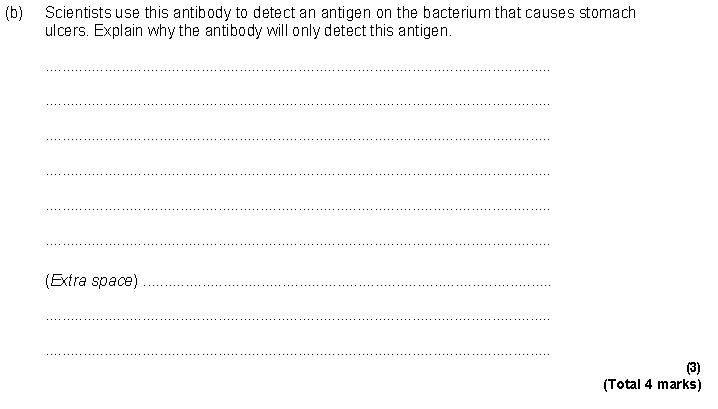 (b) Scientists use this antibody to detect an antigen on the bacterium that causes stomach
ulcers. Explain why the antibody will only detect this antigen.
(Extra space)
(3)
(Total 4 marks)